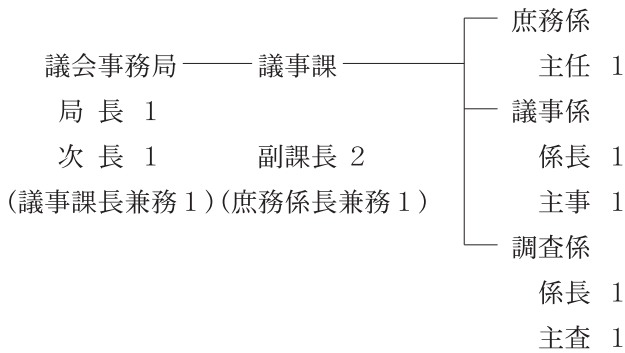 庶務係
議会事務局 議事課 主任 1
局 長 1 議事係
次 長 1 副課長 2 係長 1
(議事課長兼務1)(庶務係長兼務1) 主事 1
調査係
係長 1
主査 1